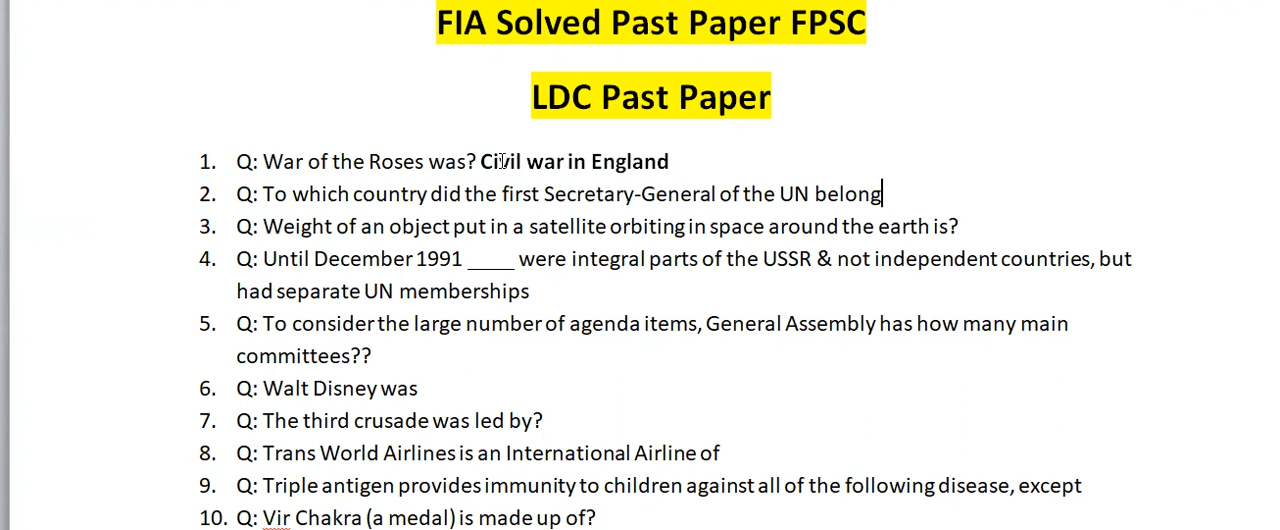 FIA Solved Past Paper FPSC
LDC Past Paper
1. Q: War of the Roses was? Civil war in England
2. Q: To which country did the first Secretary-General of the UN belong
3. Q: Weight of an object put in a satellite orbiting in space around the earth is?
4. Q: Until December 1991 ____ were integral parts of the USSR & not independent countries, but
had separate UN memberships
5. Q: To consider the large number of agenda items, General Assembly has how many main
committees??
6. Q: Walt Disney was
7. Q: The third crusade was led by?
8. Q: Trans World Airlines is an International Airline of
9. Q: Triple antigen provides immunity to children against all of the following disease, except
10. Q: Vir Chakra (a medal) is made up of?